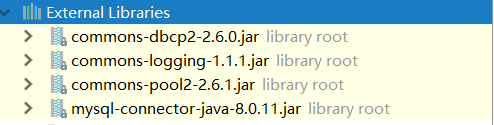 External Libraries
commons-dbcp2-2.6.0.jar library root
commons-logging-1.1.1.jar library root
commons-pool2-2.6.1.jar library root
mysql-connector-java-8.0.11.jar library root